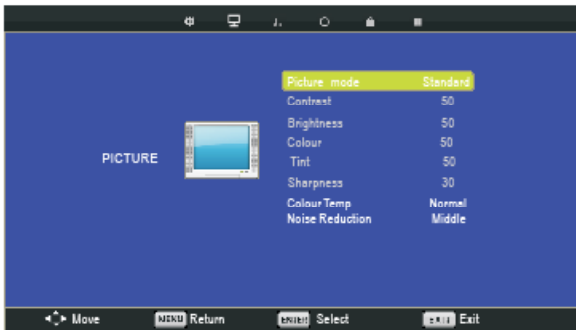 Picture mode Standard
Contrast 50
Brightness 50
Colour 50
Tint 50
PICTURE
Sharpness 30
Colour Temp Normal
Noise Reduction Middle
Move MENU Return ENTER Select EXIT Exit